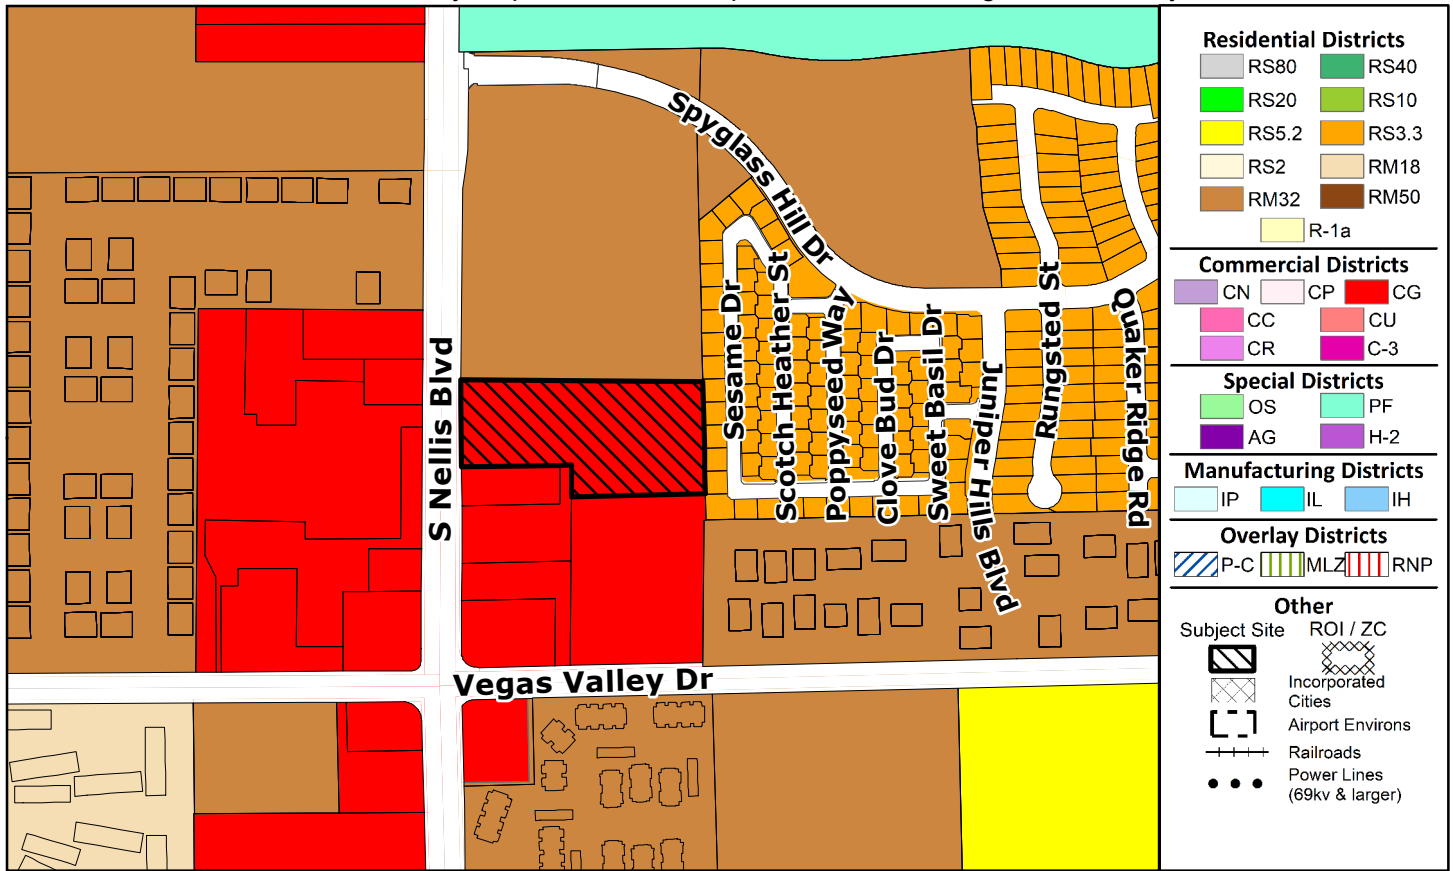 Spyglass Hill Dr
S Nellis Blvd
Sesame Dr
Scotch Heather St
Poppyseed Way
Clove Bud Dr
Sweet Basil Dr
Juniper Hills Blvd
Rungsted St
Quaker Ridge Rd
Vegas Valley Dr
Residential Districts
RS80 RS40
RS20 RS10
RS5.2 RS3.3
RS2 RM18
RM32 RM50
R-1a
Commercial Districts
CN CP CG
CC CU
CR C-3
Special Districts
OS PF
AG H-2
Manufacturing Districts
IP IL IH
Overlay Districts
P-C MLZ RNP
Other
Subject Site ROI / ZC
Incorporated
Cities
Airport Environs
Railroads
Power Lines
(69kv & larger)